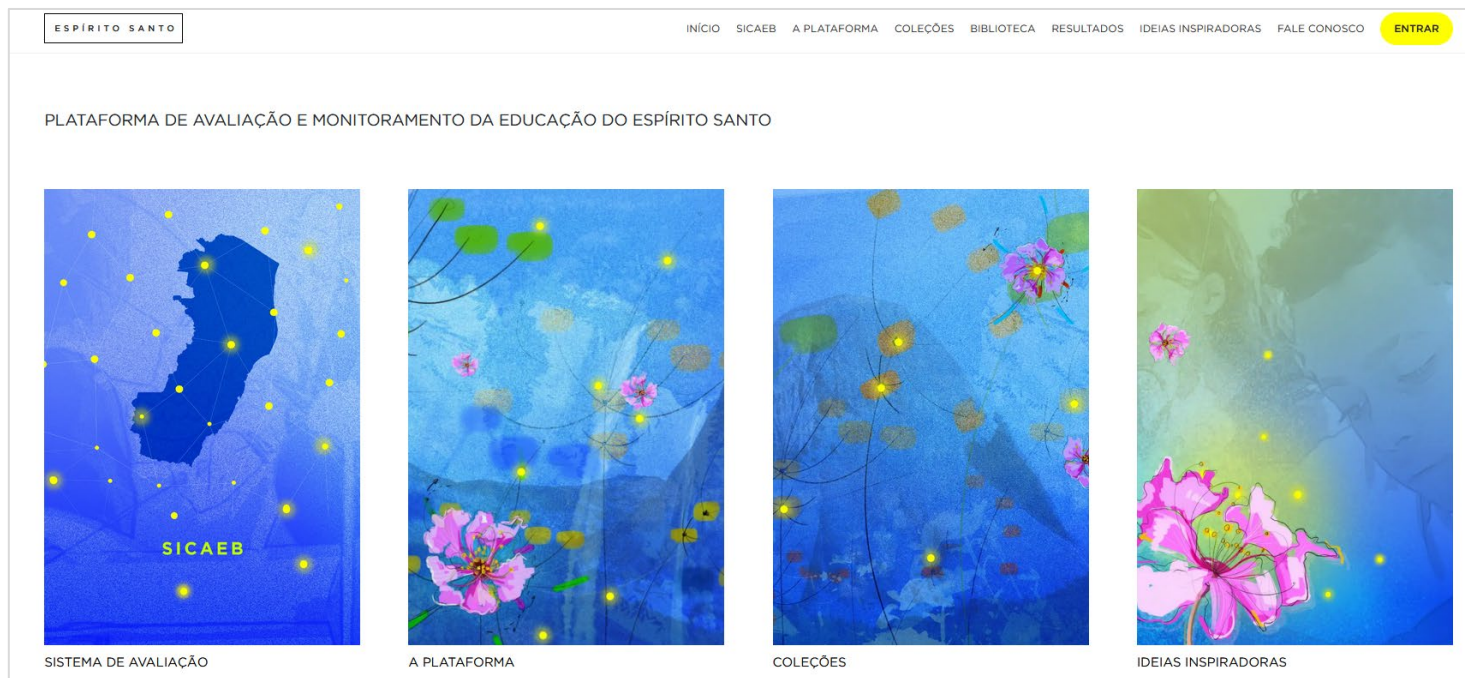 ESPÍRITO SANTO
INÍCIO SICAEB A PLATAFORMA COLEÇÕES BIBLIOTECA RESULTADOS IDEIAS INSPIRADORAS FALE CONOSCO ENTRAR
PLATAFORMA DE AVALIAÇÃO E MONITORAMENTO DA EDUCAÇÃO DO ESPÍRITO SANTO
SICAEB
SISTEMA DE AVALIAÇÃO
A PLATAFORMA
COLEÇÕES
IDEIAS INSPIRADORAS